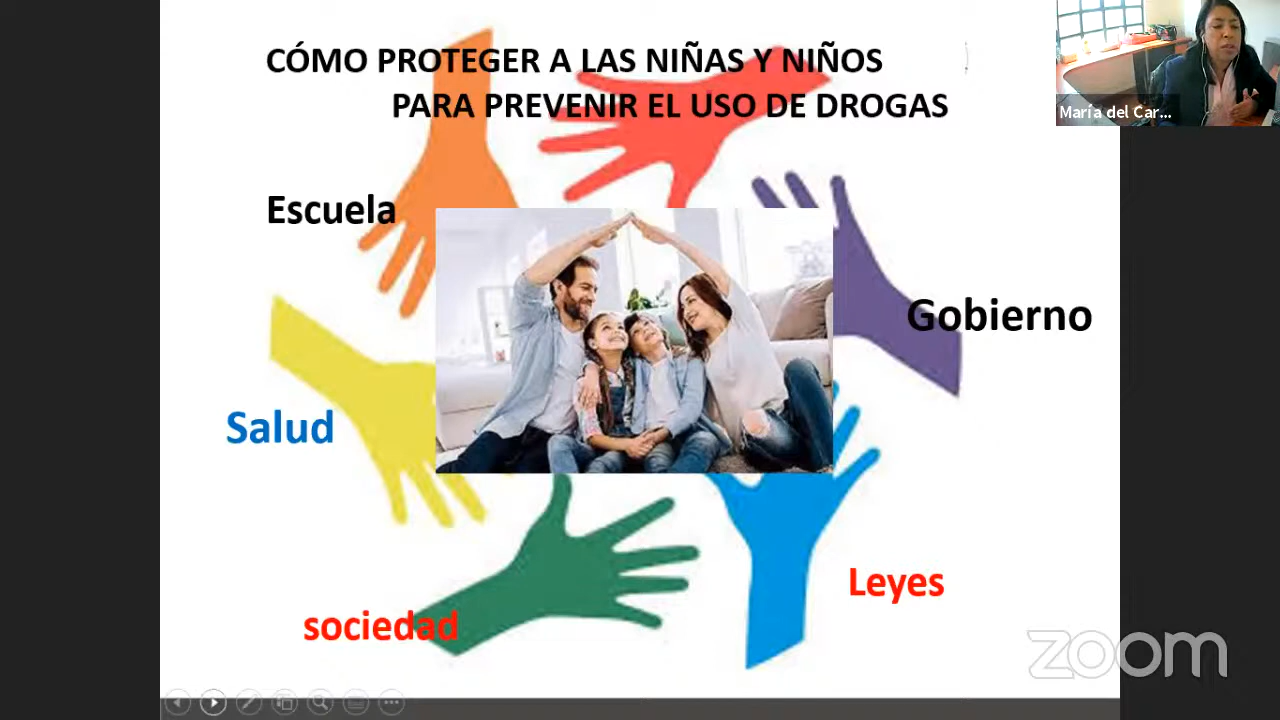 CÓMO PROTEGER A LAS NIÑAS Y NIÑOS
PARA PREVENIR EL USO DE DROGAS
María del Car...
Escuela
Gobierno
Salud
Leyes
sociedad
zoom